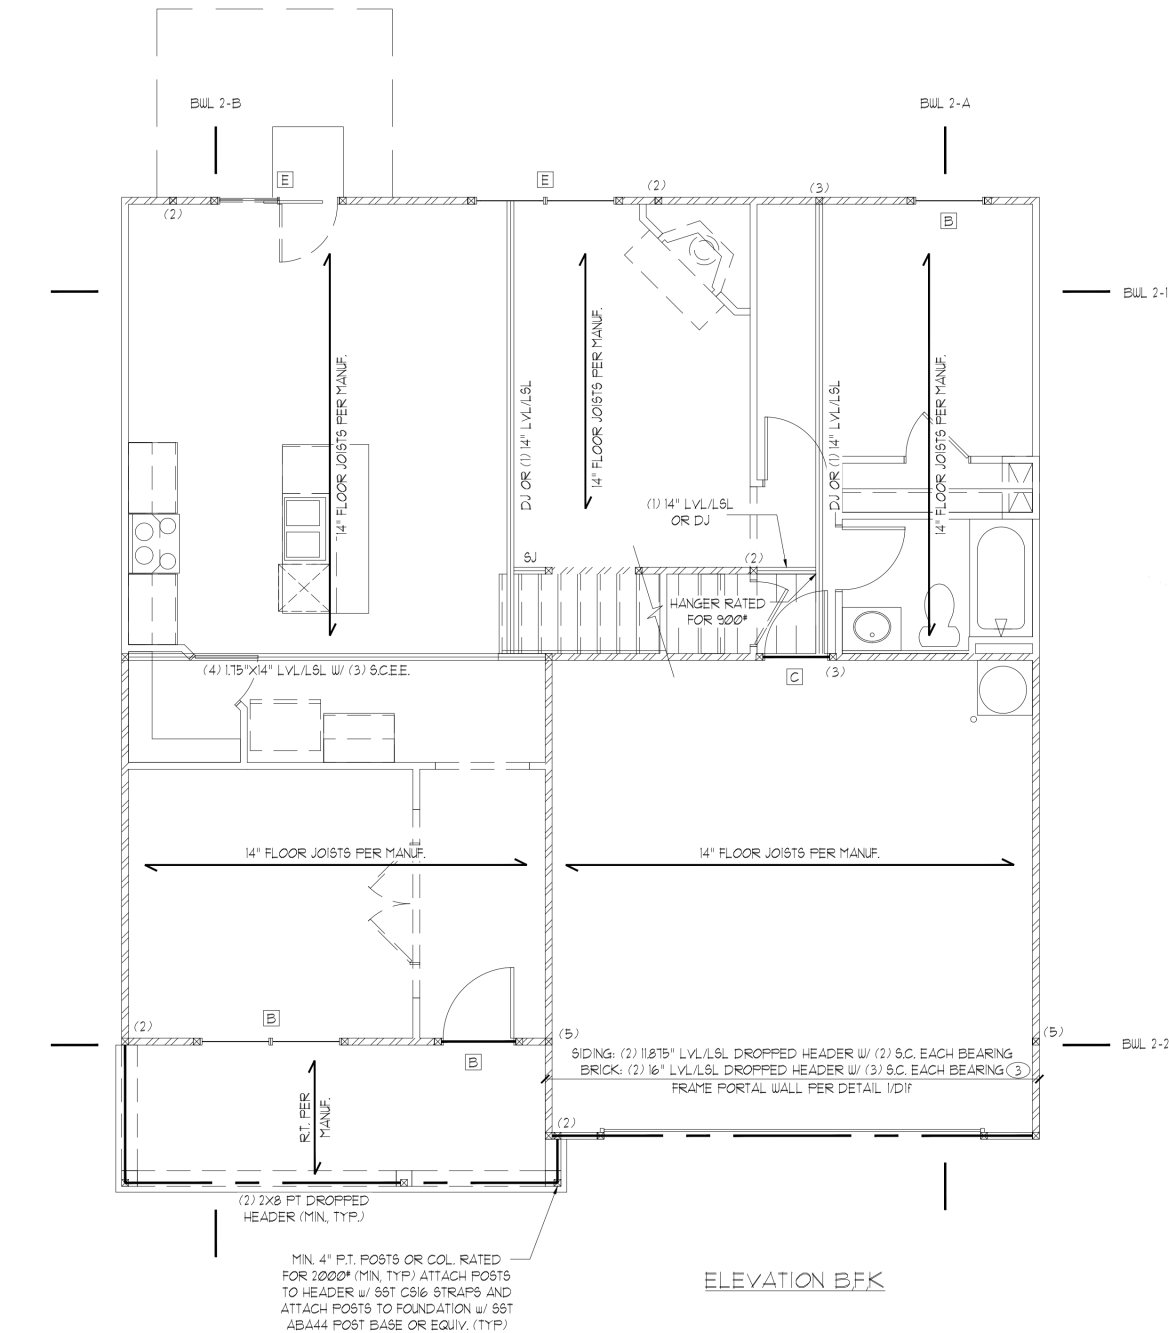 BWL 2-B
BWL 2-A
E
E
(2)
(3)
(2)
B
BWL 2-1
14" FLOOR JOISTS PER MANUF.
DJ OR (1) 14" LVL/LSL
14" FLOOR JOISTS PER MANUF.
DJ OR (1) 14" LVL/LSL
14" FLOOR JOISTS PER MANUF.
(1) 14" LVL/LSL
OR DJ
SJ
(2)
HANGER RATED
FOR 900#
(4) 1.75"X14" LVL/LSL W/ (3) S.C.E.E.
C
(3)
14" FLOOR JOISTS PER MANUF.
14" FLOOR JOISTS PER MANUF.
(2)
B
B
(5)
(5)
BWL 2-2
SIDING: (2) 11.875" LVL/LSL DROPPED HEADER W/ (2) S.C. EACH BEARING
BRICK: (2) 16" LVL/LSL DROPPED HEADER W/ (3) S.C. EACH BEARING
3
FRAME PORTAL WALL PER DETAIL 1/D1f
R.T. PER
MANUF.
(2)
(2) 2X8 PT DROPPED
HEADER (MIN., TYP.)
MIN. 4" P.T. POSTS OR COL. RATED
FOR 2000# (MIN, TYP) ATTACH POSTS
TO HEADER w/ SST CS16 STRAPS AND
ATTACH POSTS TO FOUNDATION w/ SST
ABA44 POST BASE OR EQUIV. (TYP)
ELEVATION B,F,K